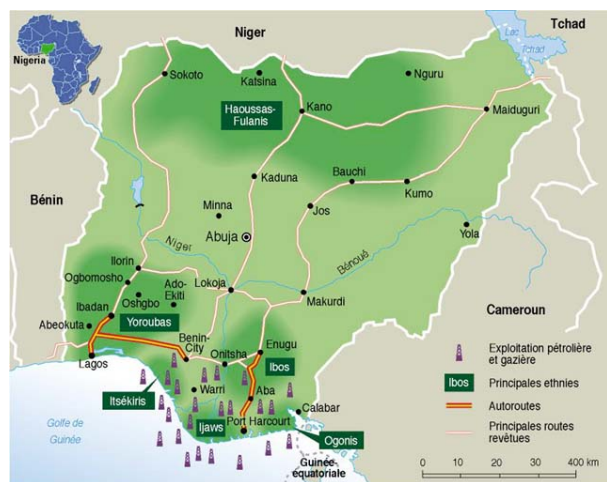 Niger
Lac
Tchad
Tchad
Nigeria
Sokoto
Katsina
Nguru
Haoussas-
Fulanis
Kano
Maiduguri
Bénin
Kaduna
Bauchi
Kumo
Minna
Jos
Abuja
Niger
Bénoué
Yola
Ilorin
Ogbomosho
Lokoja
Makurdi
Oshgbo
Ado-
Ekiti
Ibadan
Yoroubas
Abeokuta
Cameroun
Benin-
City
Onitsha
Enugu
Lagos
Ibos
Itsékiris
Warri
Aba
Calabar
Ijaws
Port Harcourt
Ogonis
Golfe de
Guinée
Guinée
équatoriale
Exploitation pétrolière
et gazière
Ibos
Principales ethnies
Autoroutes
Principales routes
revêtues
0 10 20 400 km